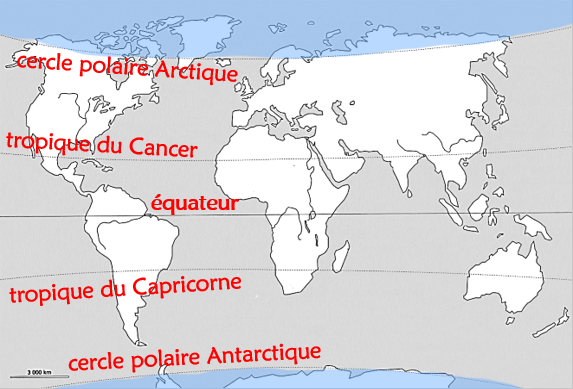 cercle polaire Arctique
tropique du Cancer
équateur
tropique du Capricorne
cercle polaire Antarctique
3 000 km